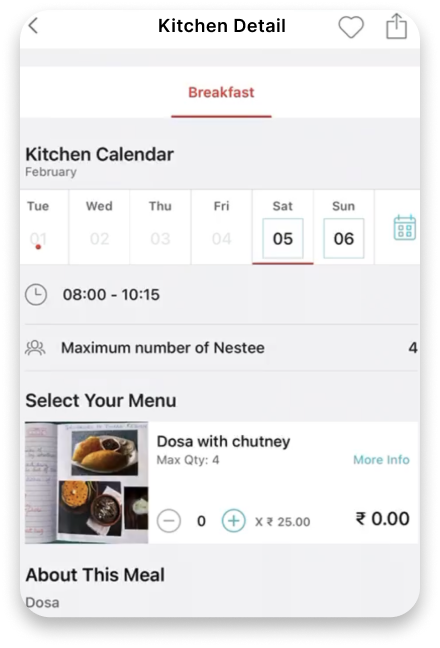 Kitchen Detail
Breakfast
Kitchen Calendar
February
Tue Wed Thu Fri Sat Sun
01 02 03 04 05 06
08:00 - 10:15
Maximum number of Nestee 4
Select Your Menu
Dosa with chutney
Max Qty: 4 More Info
0 X ₹ 25.00 ₹ 0.00
About This Meal
Dosa